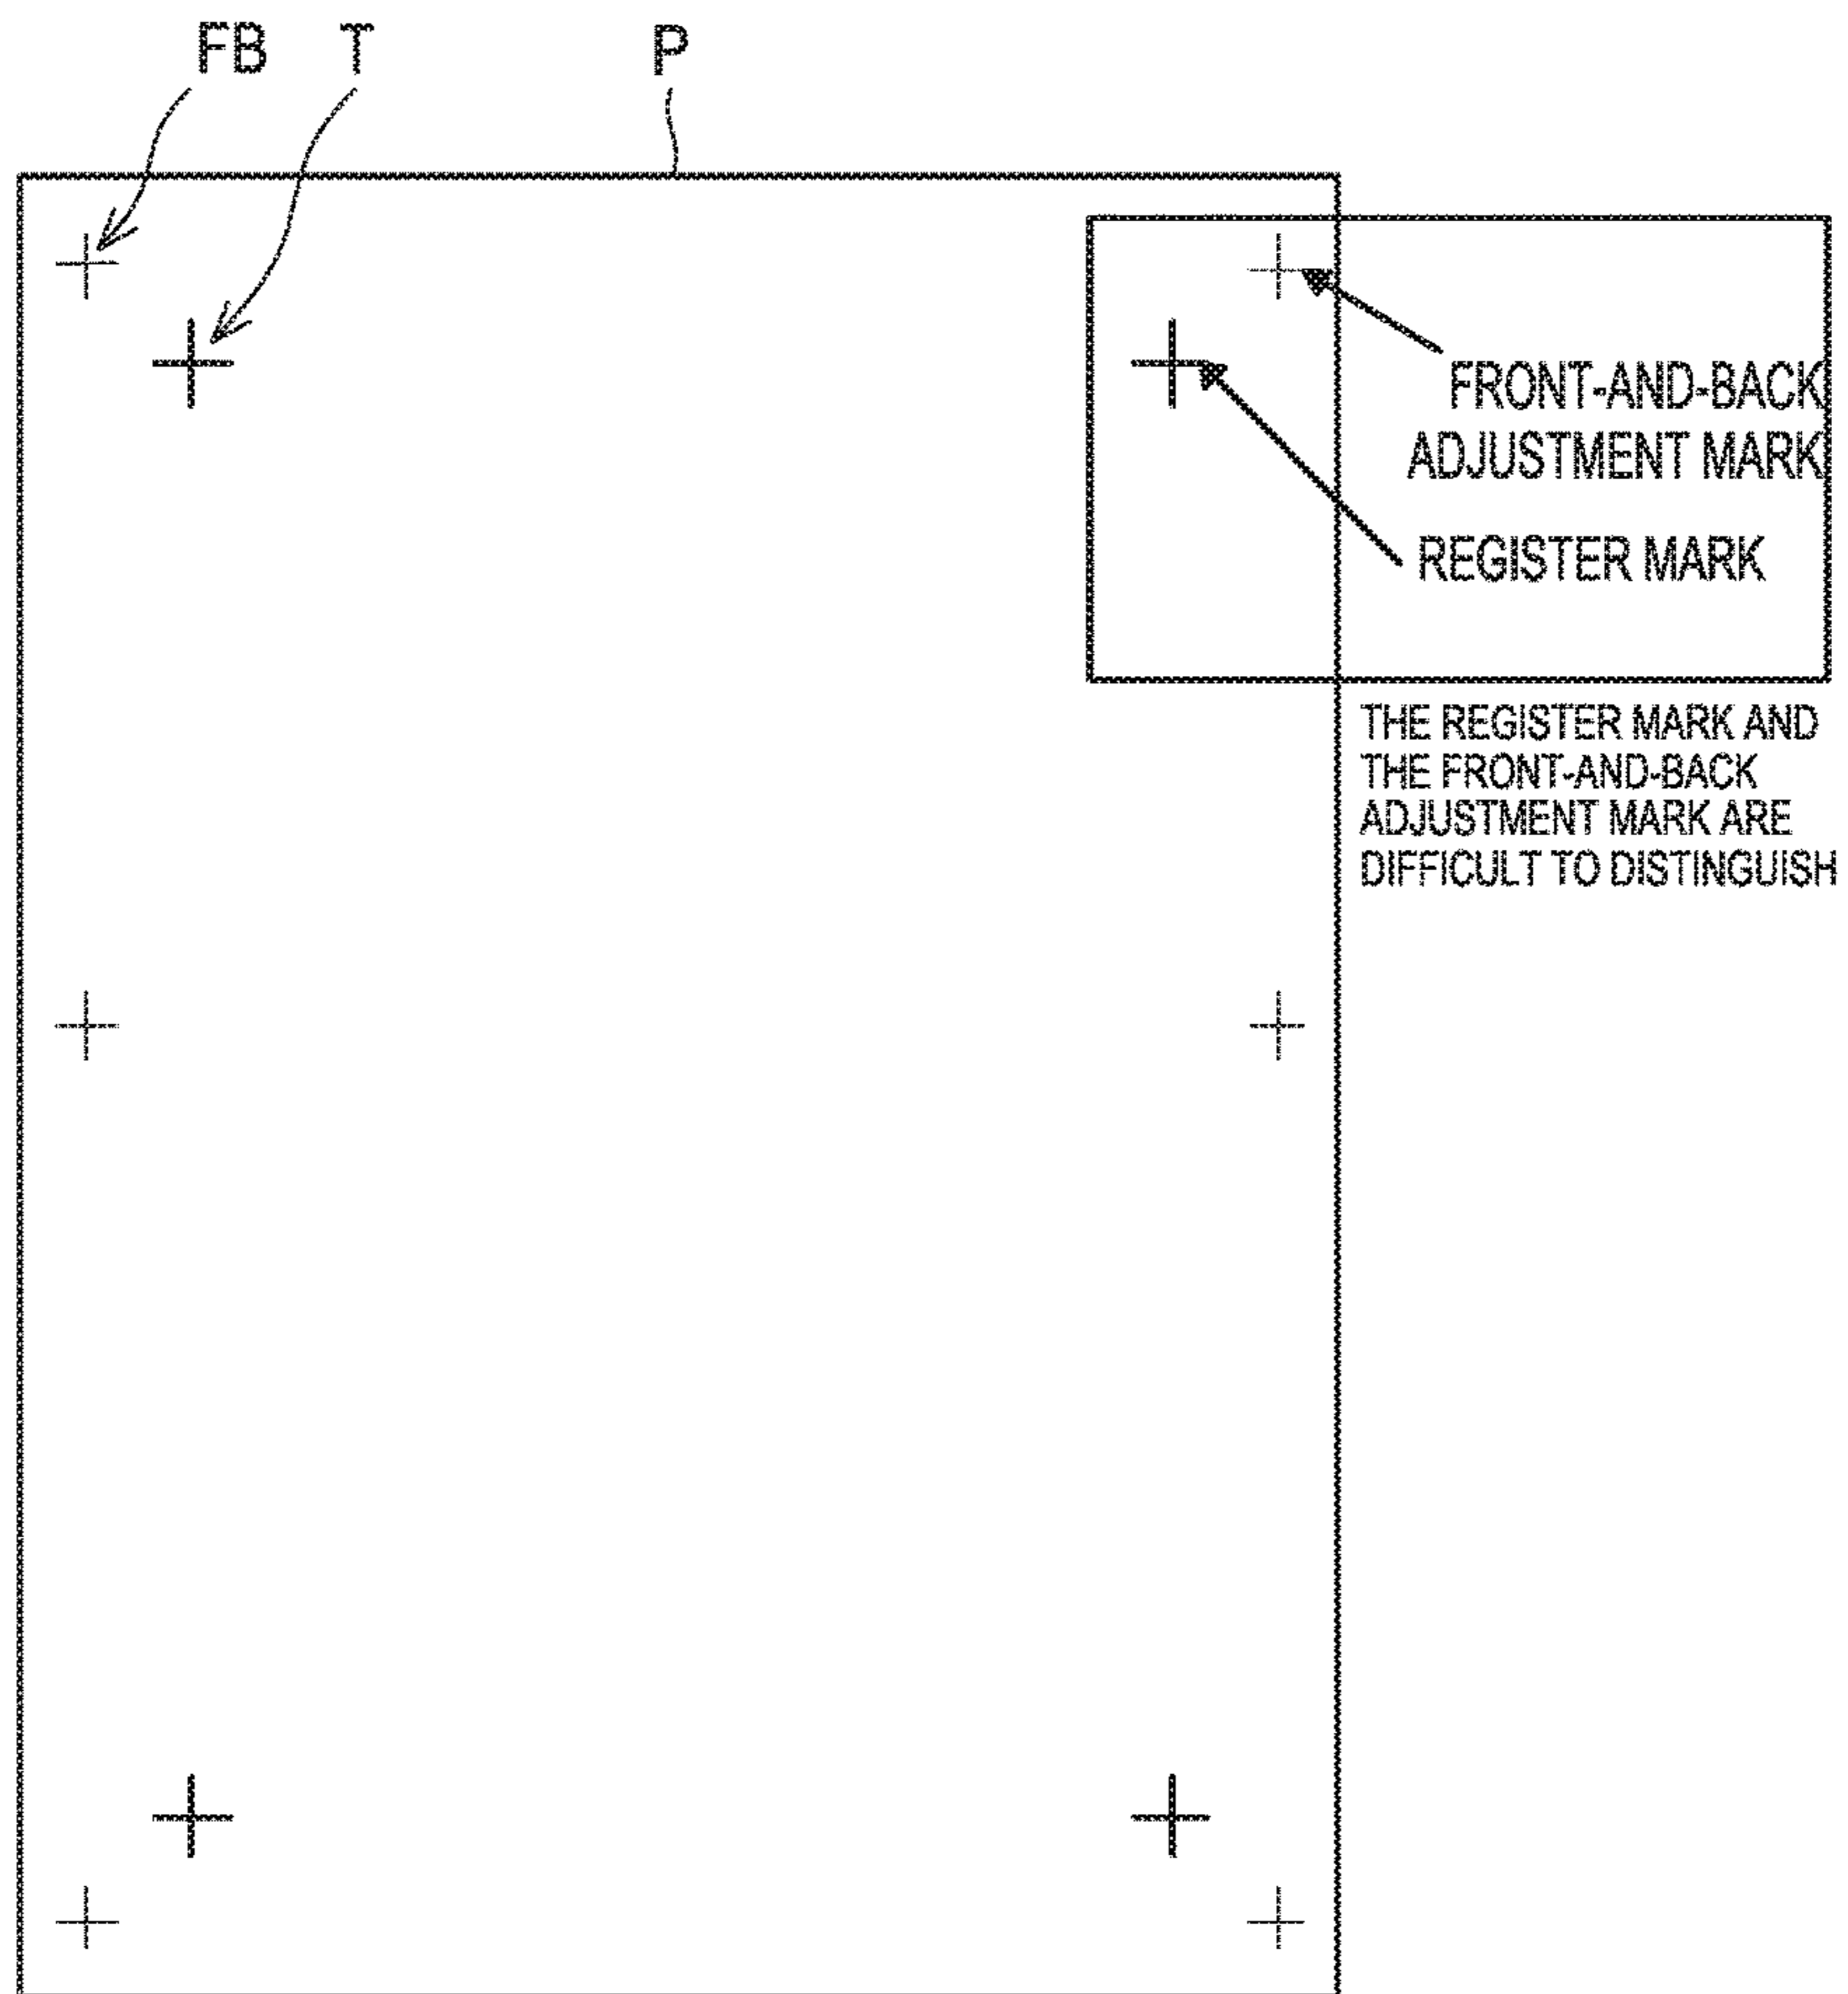 FB T P
FRONT-AND-BACK
ADJUSTMENT MARK
REGISTER MARK
THE REGISTER MARK AND
THE FRONT-AND-BACK
ADJUSTMENT MARK ARE
DIFFICULT TO DISTINGUISH